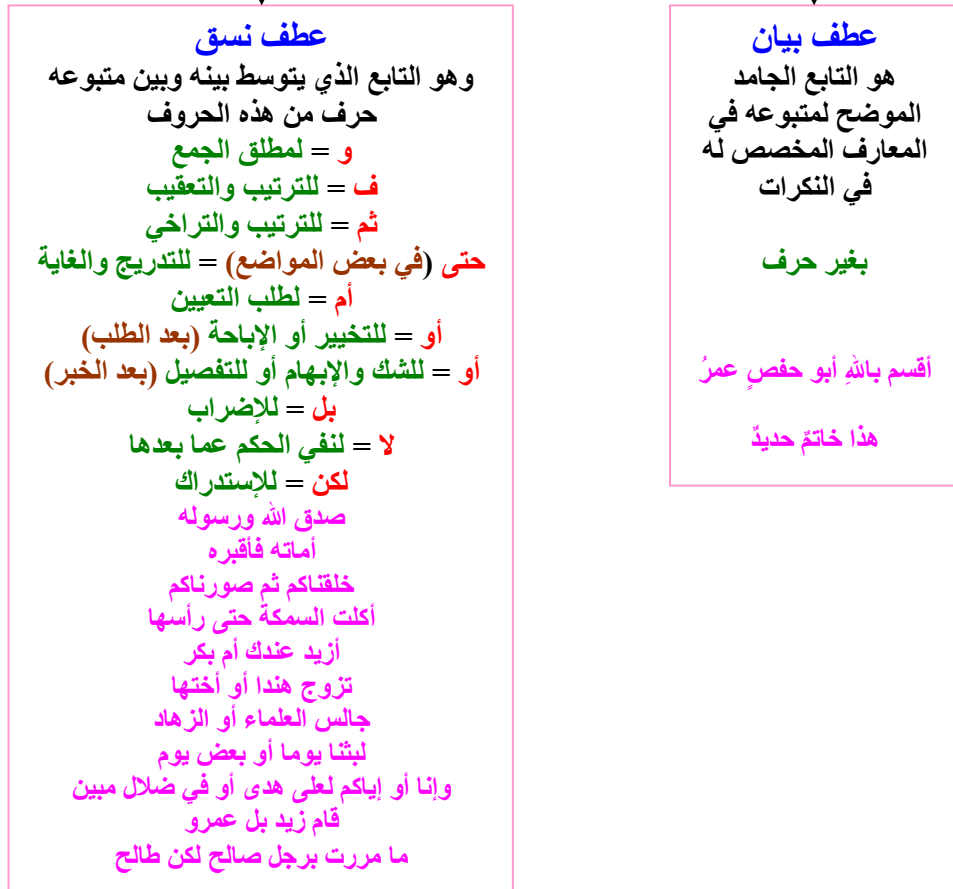 عطف بيان
هو التابع الجامد
الموضح لمتبوعه في
المعارف المخصص له
في النكرات
بغير حرف
أقسم باللهِ أبو حفصٍ عمرُ
هذا خاتمٌ حديدٌ
عطف نسق
وهو التابع الذي يتوسط بينه وبين متبوعه
حرف من هذه الحروف
و = لمطلق الجمع
ف = للترتيب والتعقيب
ثم = للترتيب والتراخي
حتى (في بعض المواضع) = للتدريج والغاية
أم = لطلب التعيين
أو = للتخيير أو الإباحة (بعد الطلب)
أو = للشك والإبهام أو للتفصيل (بعد الخبر)
بل = للإضراب
لا = لنفي الحكم عما بعدها
لكن = للإستدراك
صدق الله ورسوله
أماته فأقبره
خلقناكم ثم صورناكم
أكلت السمكة حتى رأسها
أزيد عندك أم بكر
تزوج هندا أو أختها
جالس العلماء أو الزهاد
لبثنا يوما أو بعض يوم
وإنا أو إياكم لعلى هدى أو في ضلال مبين
قام زيد بل عمرو
ما مررت برجل صالح لكن طالح